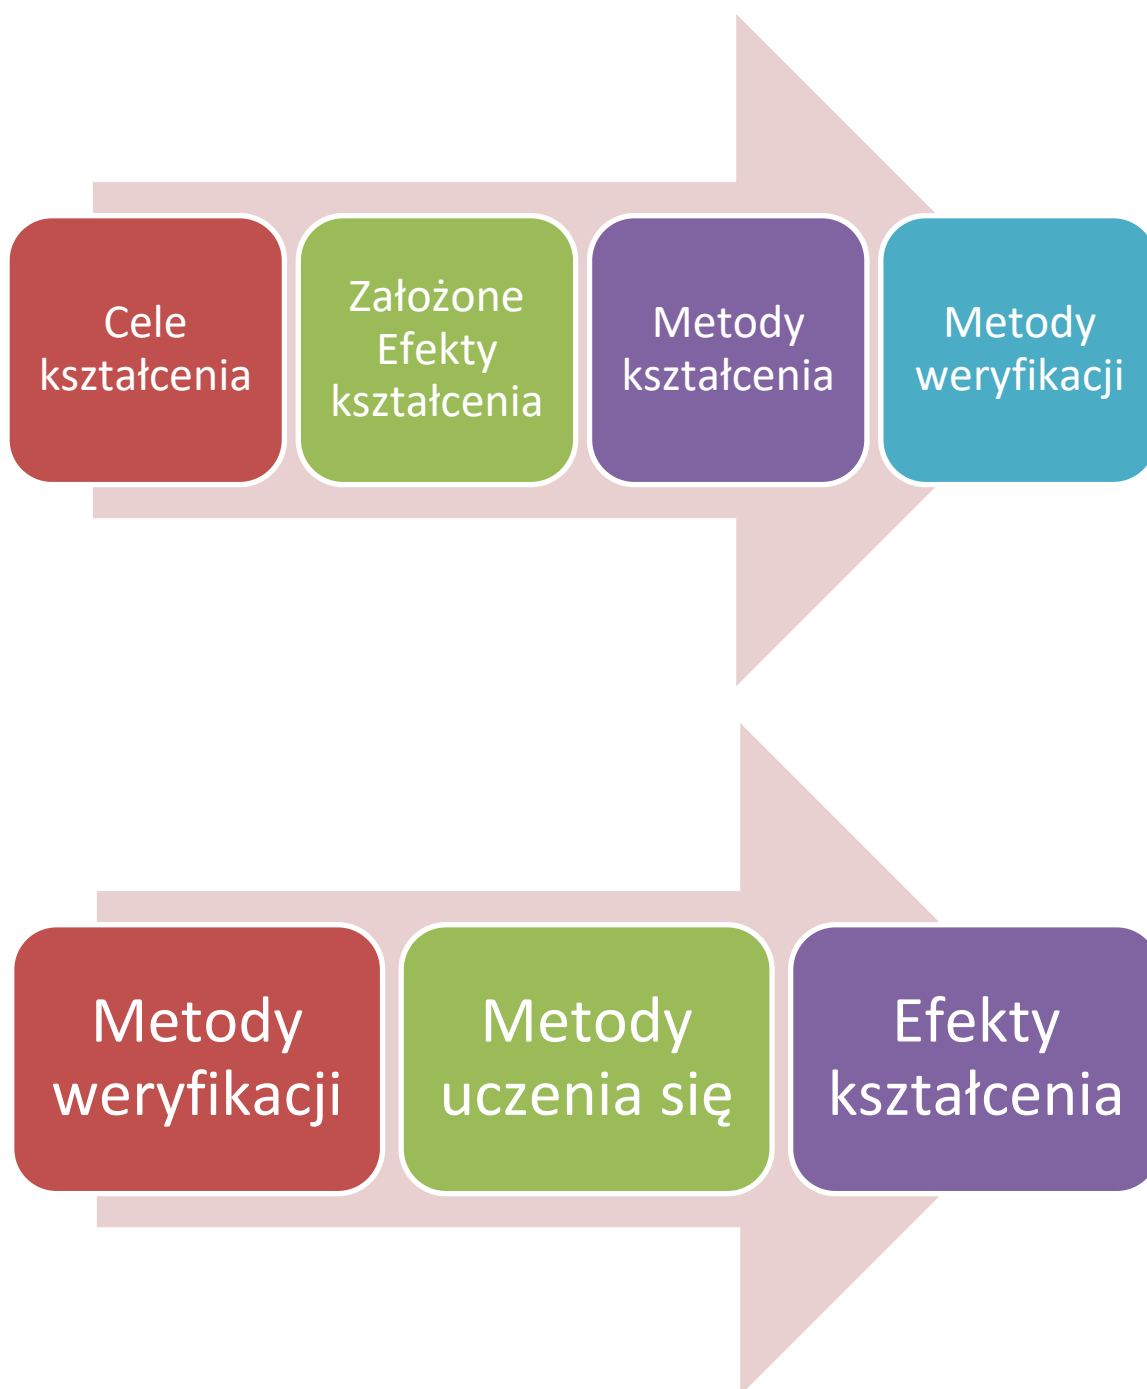 Cele
kształcenia
Założone
Efekty
kształcenia
Metody
kształcenia
Metody
weryfikacji
Metody
weryfikacji
Metody
uczenia się
Efekty
kształcenia